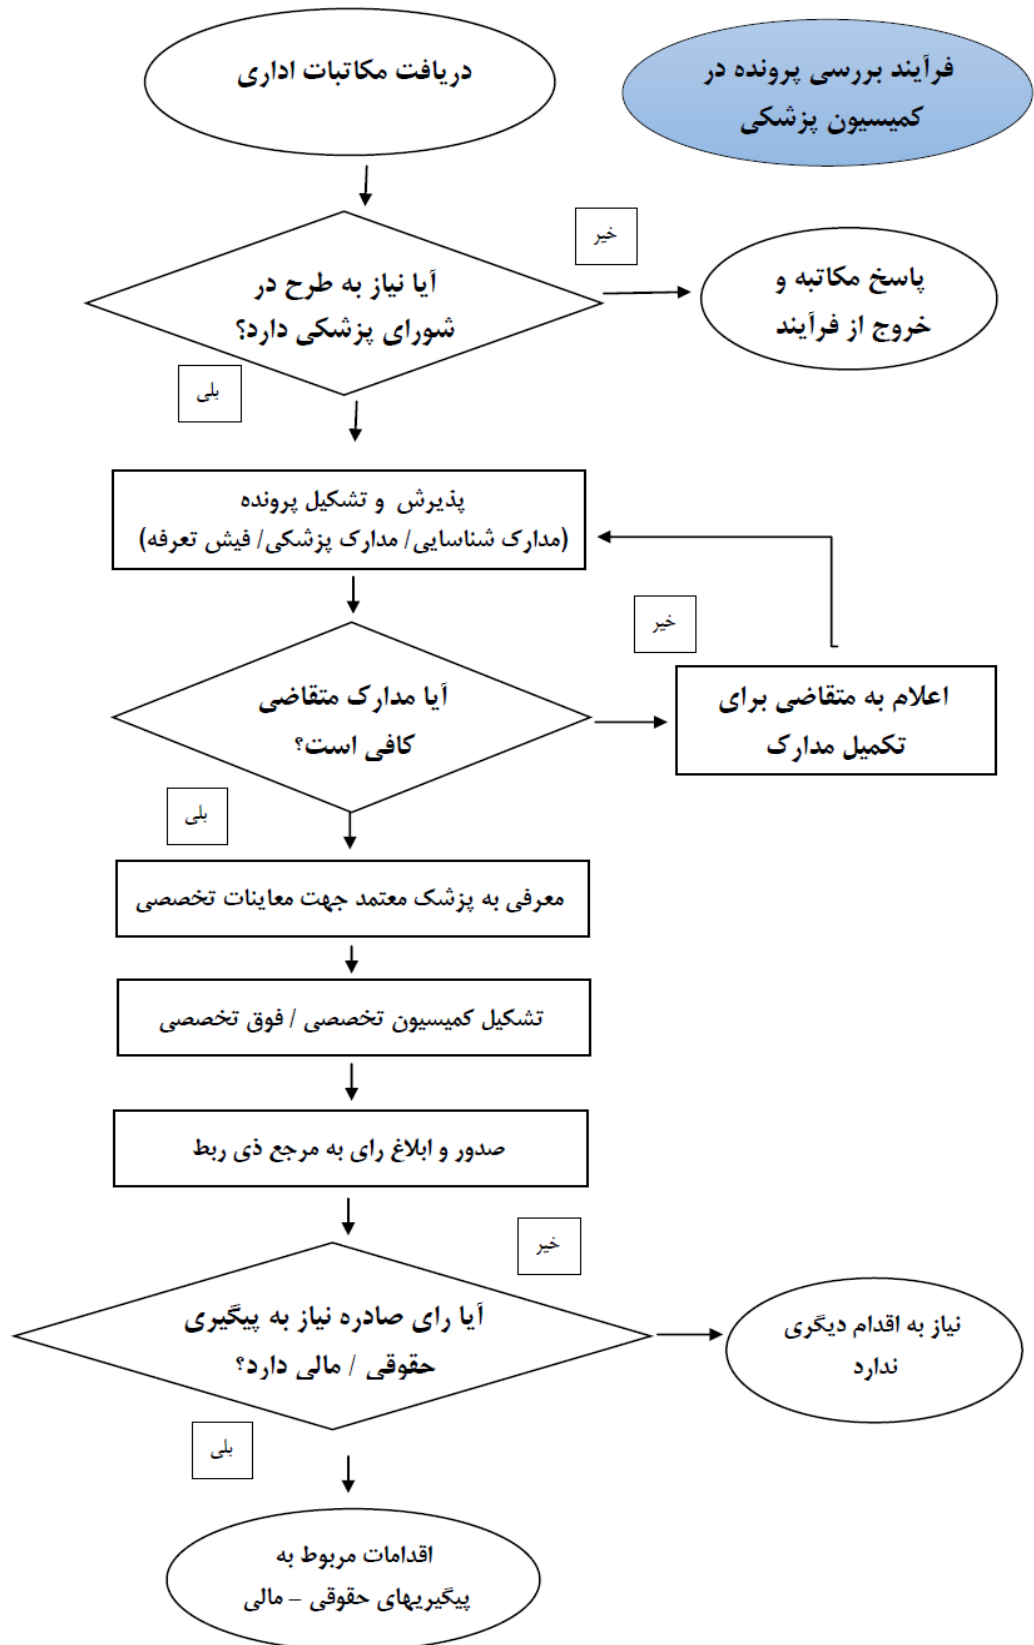 فرآیند بررسی پرونده در
کمیسیون پزشکی
دریافت مکاتبات اداری
خیر
آیا نیاز به طرح در
شورای پزشکی دارد؟
پاسخ مکاتبه و
خروج از فرآیند
بلی
پذیرش و تشکیل پرونده
(مدارک شناسایی/ مدارک پزشکی/ فیش تعرفه)
خیر
آیا مدارک متقاضی
کافی است؟
اعلام به متقاضی برای
تکمیل مدارک
بلی
معرفی به پزشک معتمد جهت معاینات تخصصی
تشکیل کمیسیون تخصصی / فوق تخصصی
صدور و ابلاغ رای به مرجع ذی ربط
خیر
آیا رای صادره نیاز به پیگیری
حقوقی / مالی دارد؟
نیاز به اقدام دیگری
ندارد
بلی
اقدامات مربوط به
پیگیریهای حقوقی – مالی